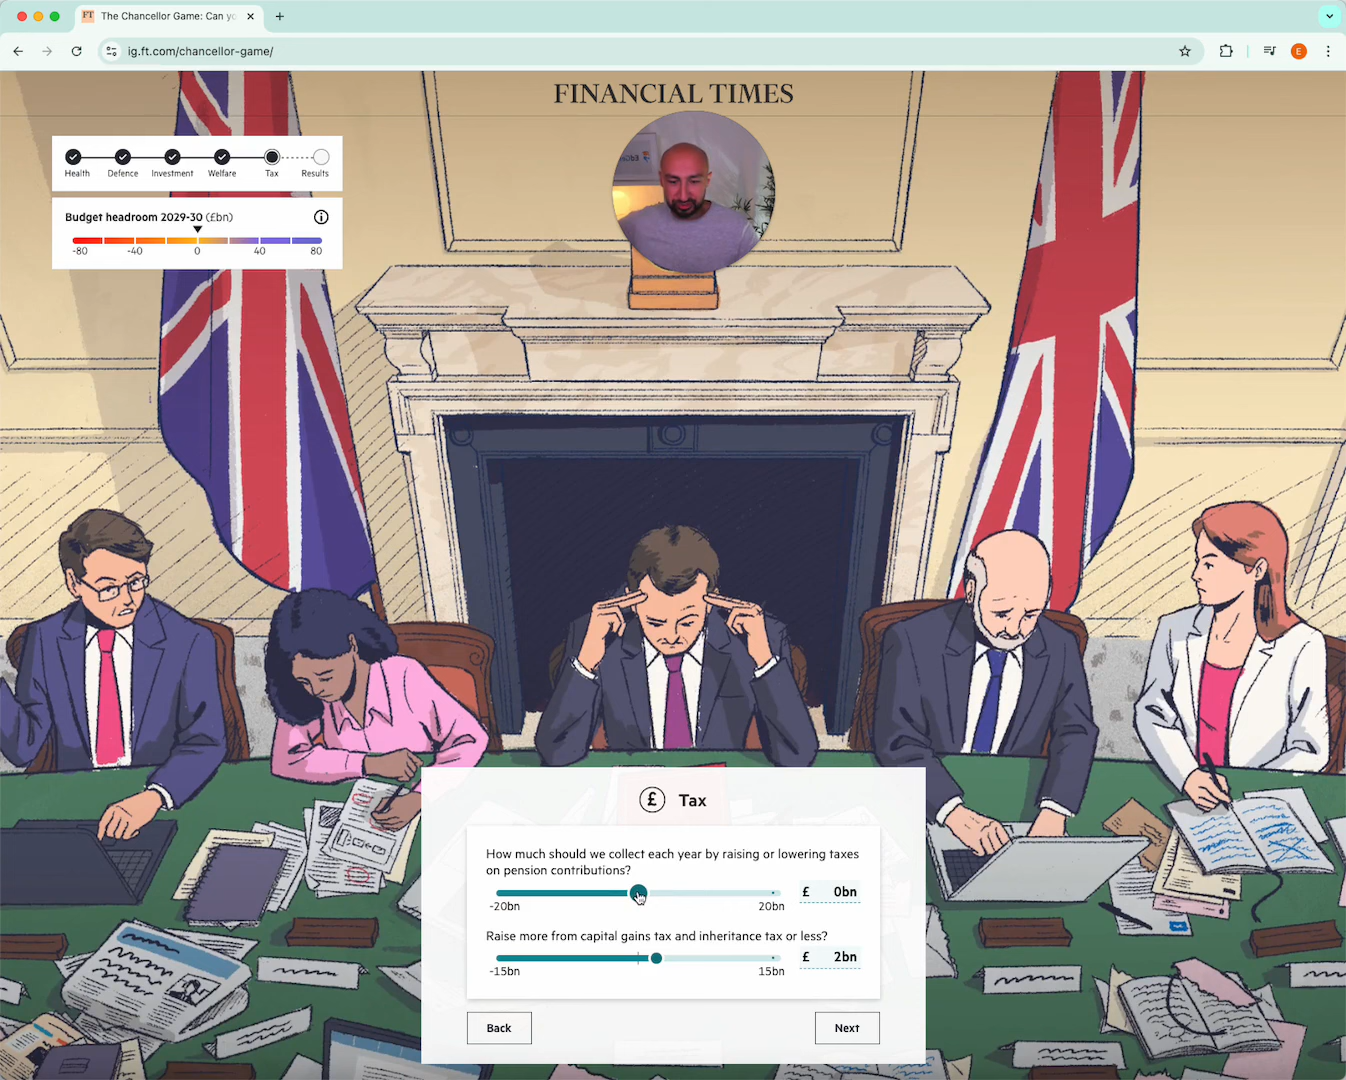 FT The Chancellor Game: Can yo
ig.ft.com/chancellor-game/
E
FINANCIAL TIMES
Health Defence Investment Welfare Tax Results
Budget headroom 2029-30 (£bn)
-80 -40 0 40 80
£ Tax
How much should we collect each year by raising or lowering taxes
on pension contributions?
£ 0bn
-20bn 20bn
Raise more from capital gains tax and inheritance tax or less?
£ 2bn
-15bn 15bn
Back Next